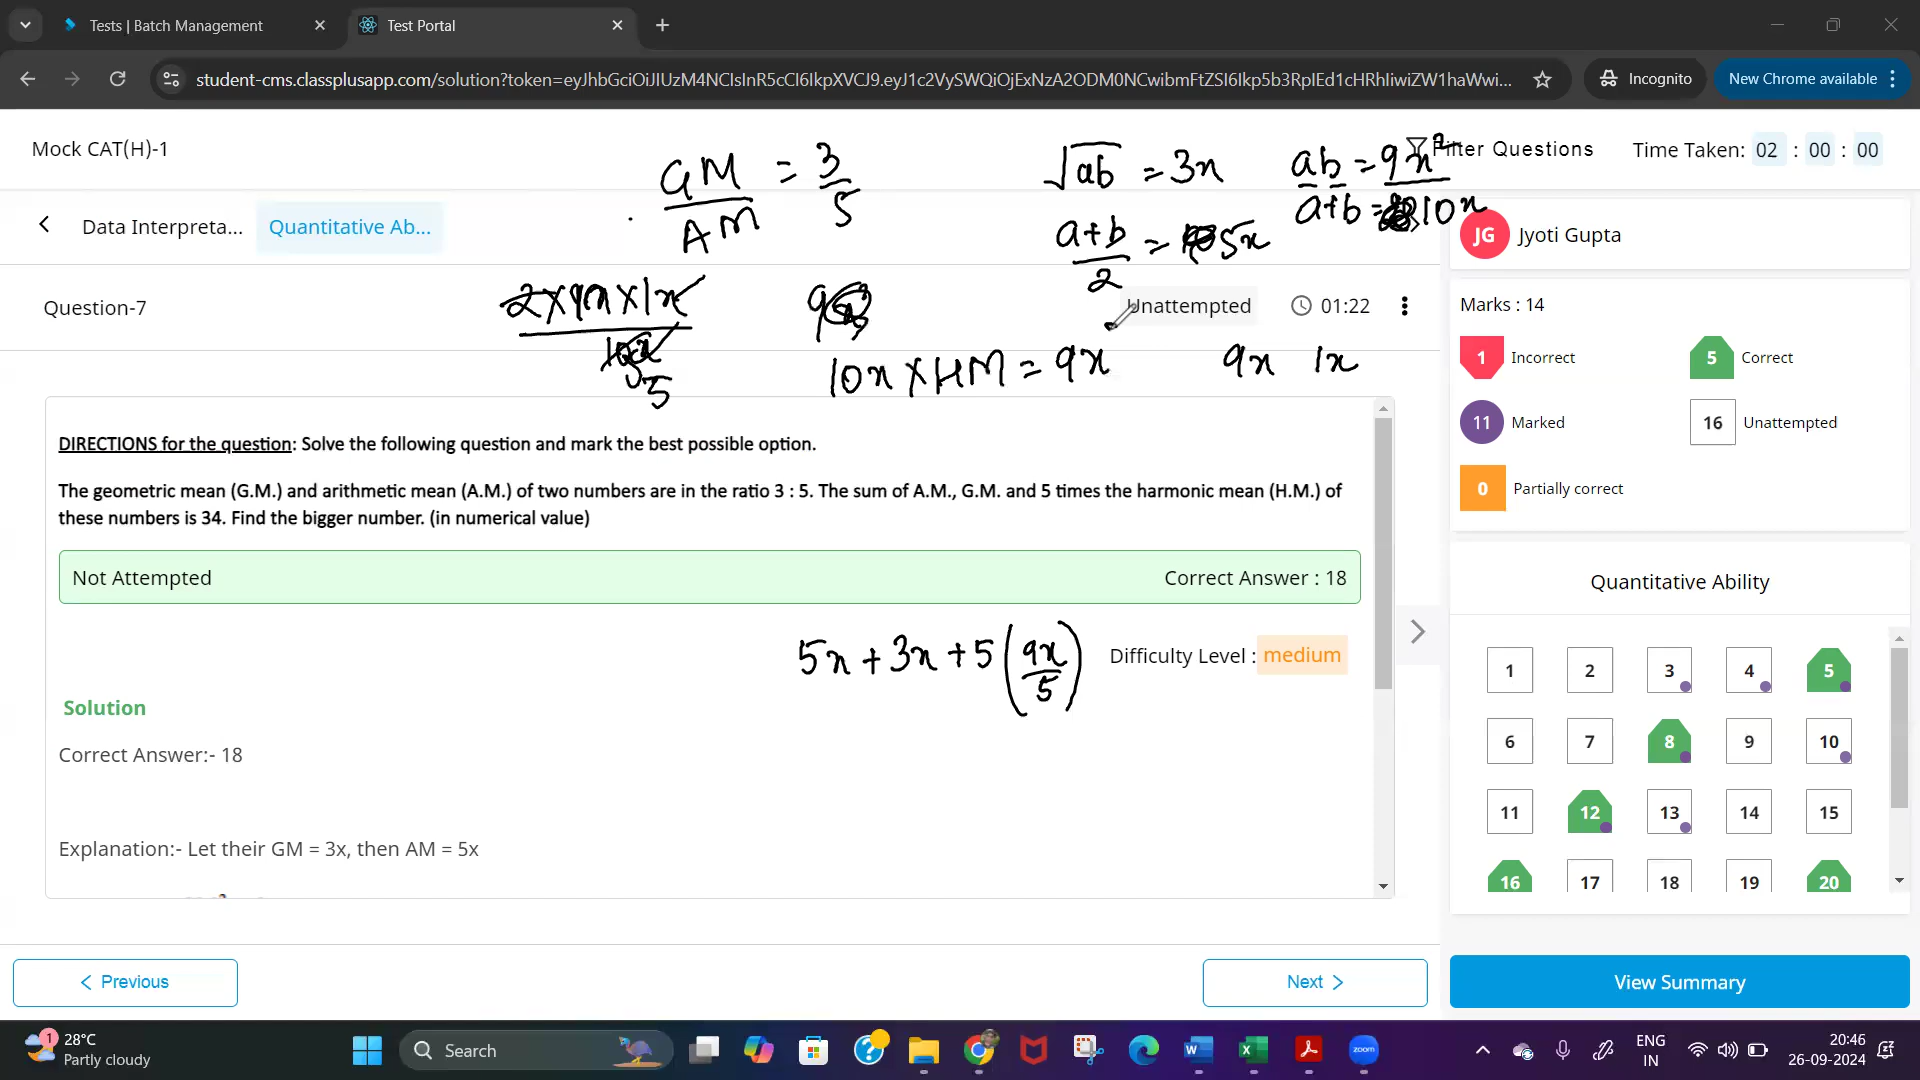 Tests | Batch Management
Test Portal
student-cms.classplusapp.com/solution?token=eyJhbGciOiJIUzM4NCIsInR5cCI6IkpXVCJ9.eyJ1c2VySWQiOjExNzA2ODM0NCwibmFtZSI6Ikp5b3RpIEd1cHRhIiwiZW1haWwi...
Incognito
New Chrome available
Mock CAT(H)-1
Filter Questions
Time Taken: 02 : 00 : 00
GM/AM = 3/5
√ab = 3x
ab = 9x²
a+b = 10x
a+b/2 = 5x
Data Interpreta...
Quantitative Ab...
JG
Jyoti Gupta
Question-7
Unattempted
01:22
Marks : 14
10x × HM = 9x
9x 1x
1 Incorrect
5 Correct
11 Marked
16 Unattempted
0 Partially correct
DIRECTIONS for the question: Solve the following question and mark the best possible option.
The geometric mean (G.M.) and arithmetic mean (A.M.) of two numbers are in the ratio 3 : 5. The sum of A.M., G.M. and 5 times the harmonic mean (H.M.) of
these numbers is 34. Find the bigger number. (in numerical value)
Not Attempted
Correct Answer : 18
5x + 3x + 5(9x/5)
Difficulty Level : medium
Solution
Correct Answer:- 18
Explanation:- Let their GM = 3x, then AM = 5x
Quantitative Ability
1 2 3 4 5
6 7 8 9 10
11 12 13 14 15
16 17 18 19 20
Previous
Next
View Summary
1
28°C
Partly cloudy
Search
zoom
ENG
IN
20:46
26-09-2024